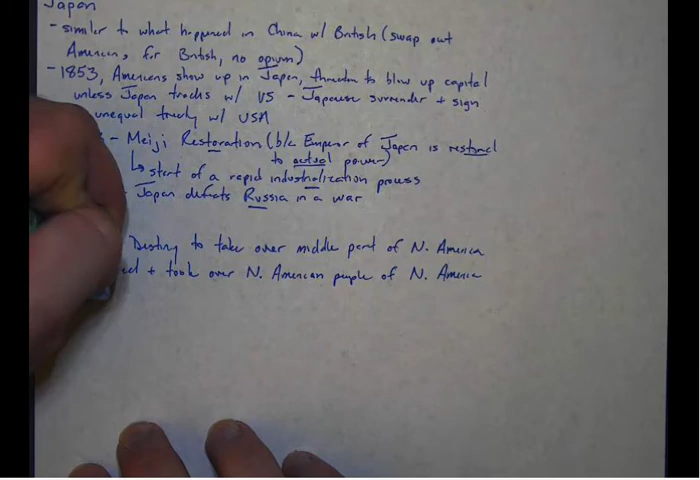 Japan
- similar to what happened in China w/ British (swap out
American, for British, no opium)
- 1853, Americans show up in Japan, threaten to blow up capital
unless Japan trades w/ US - Japanese surrender + sign
unequal treaty w/ USA
- Meiji Restoration (b/c Emperor of Japan is restored
to actual power)
↳ start of a rapid industrialization process
Japan defeats Russia in a war
Destiny to take over middle part of N. America
ed + took over N. American people of N. America